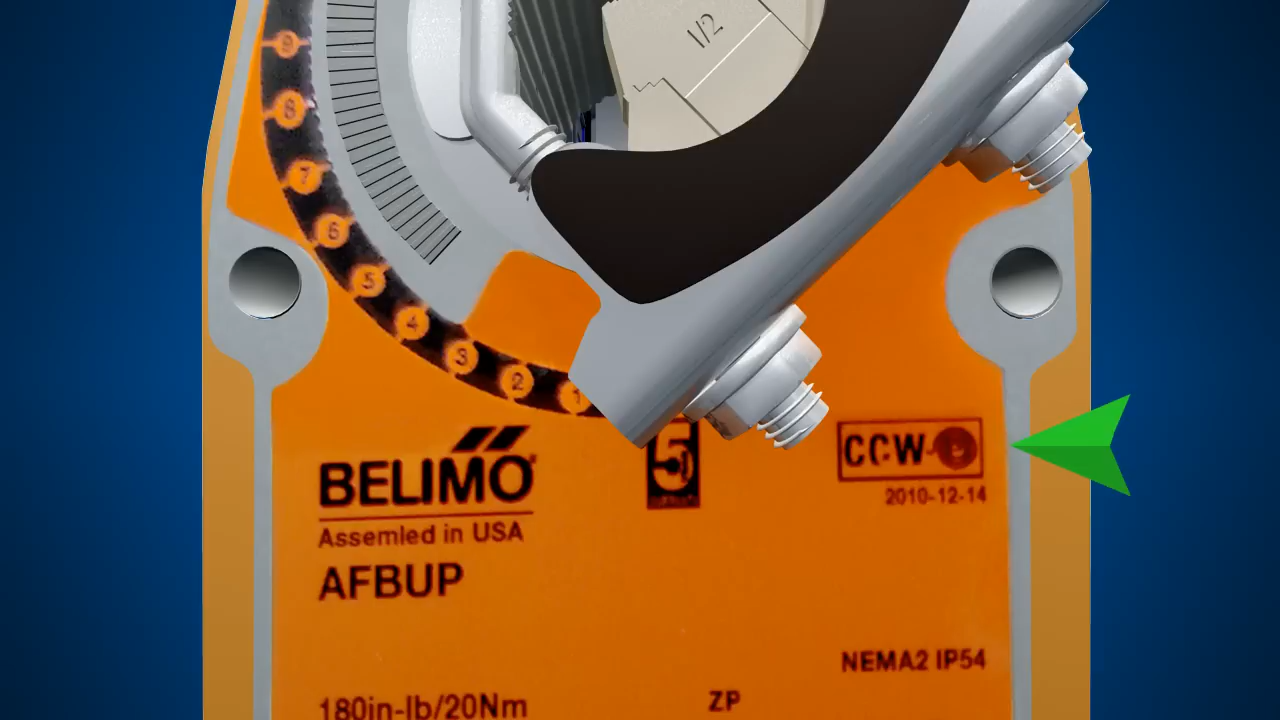 1/2
9
8
7
6
5
4
3
2
1
BELIMO
5
CCW
2010-12-14
Assemled in USA
AFBUP
NEMA2 IP54
180in-lb/20Nm
ZP